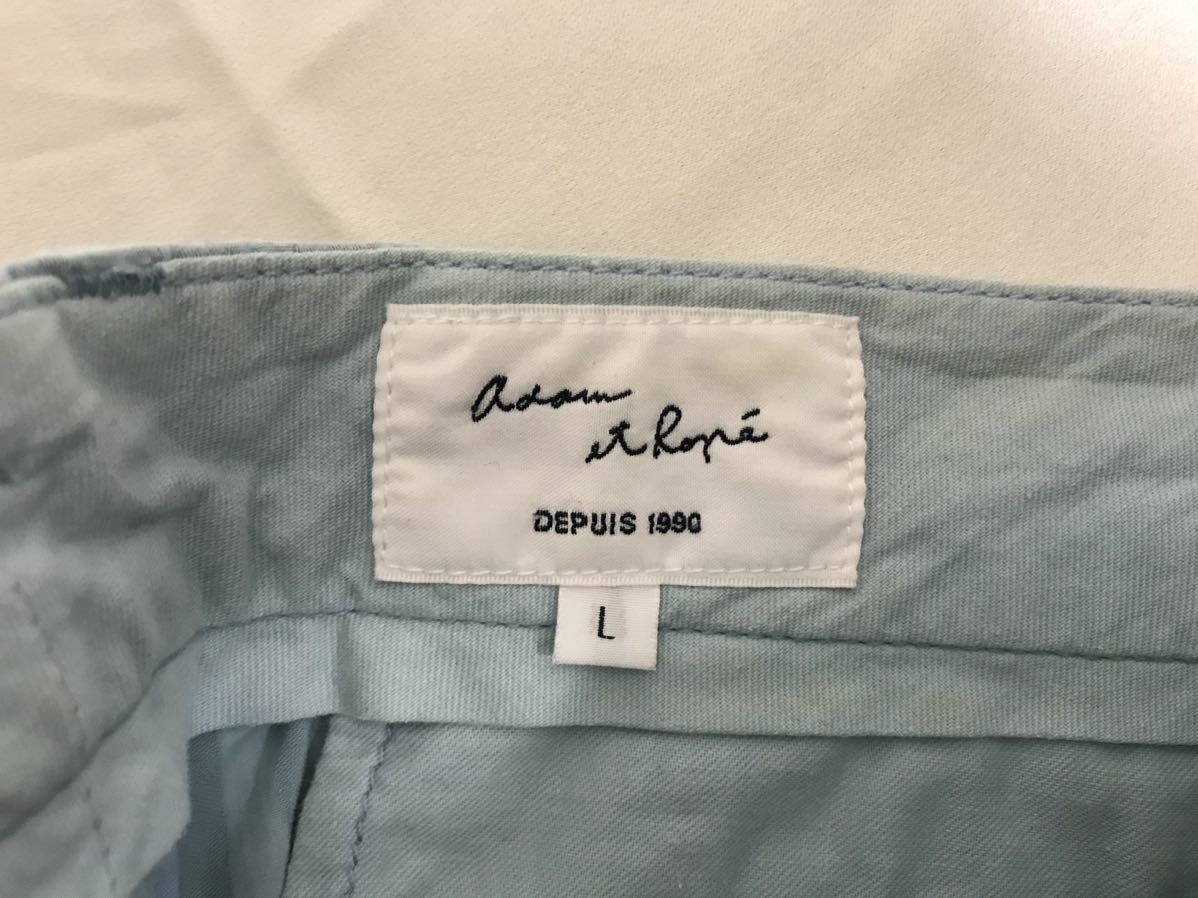 Adam
et Ropé
DEPUIS 1990
L